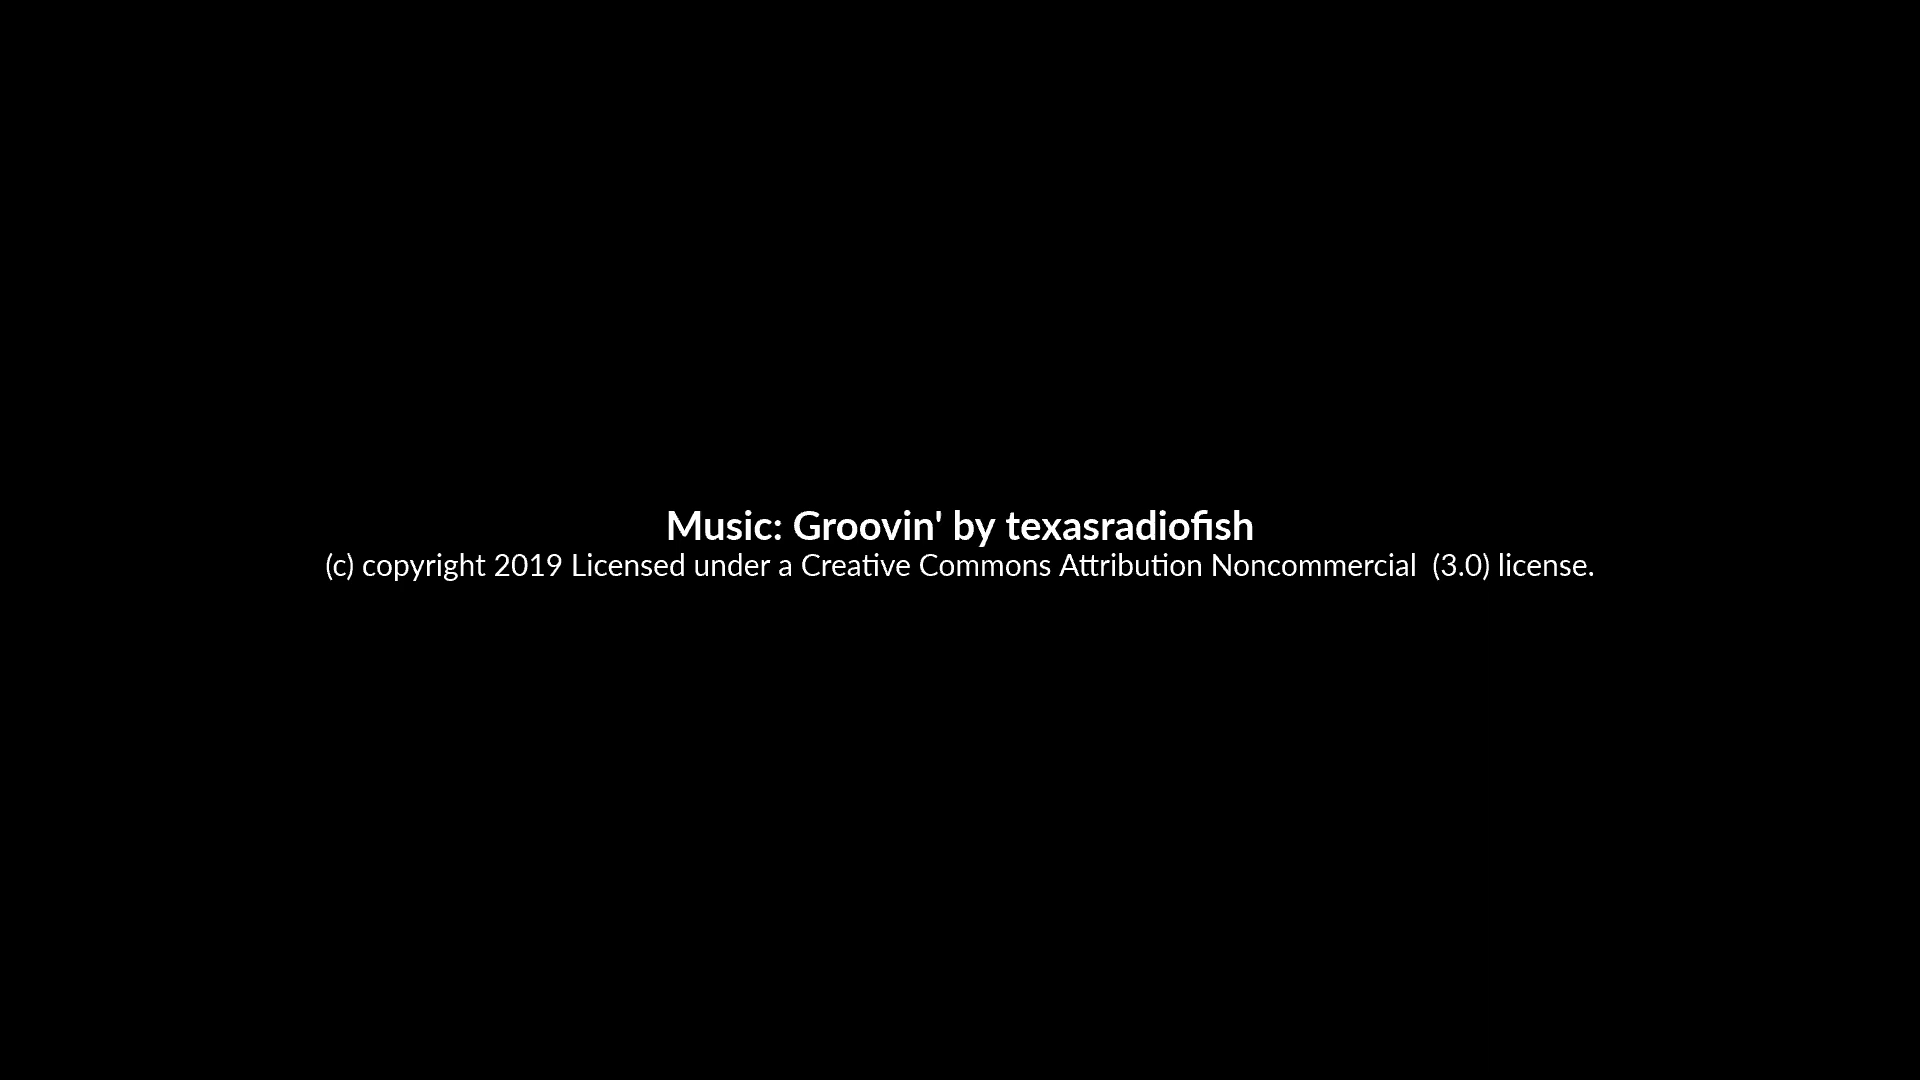 Music: Groovin' by texasradiofish
(c) copyright 2019 Licensed under a Creative Commons Attribution Noncommercial  (3.0) license.